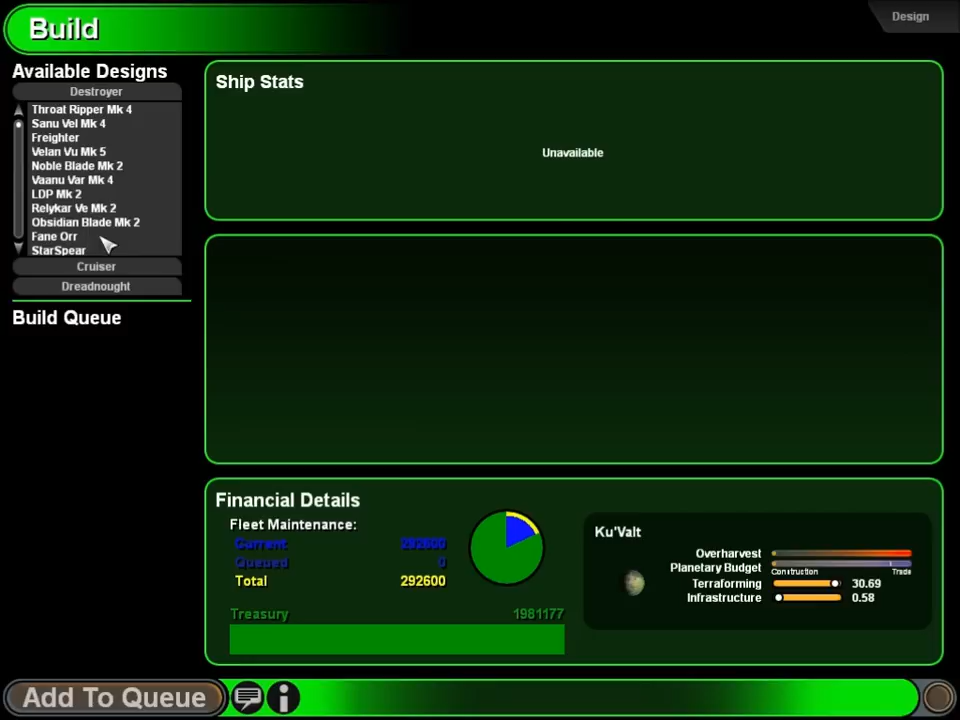 Build
Design
Available Designs
Destroyer
Throat Ripper Mk 4
Sanu Vel Mk 4
Freighter
Velan Vu Mk 5
Noble Blade Mk 2
Vaanu Var Mk 4
LDP Mk 2
Relykar Ve Mk 2
Obsidian Blade Mk 2
Fane Orr
StarSpear
Cruiser
Dreadnought
Build Queue
Ship Stats
Unavailable
Financial Details
Fleet Maintenance:
Current 292600
Queued 0
Total 292600
Treasury 1981177
Ku'Valt
Overharvest
Planetary Budget
Construction Trade
Terraforming 30.69
Infrastructure 0.58
Add To Queue